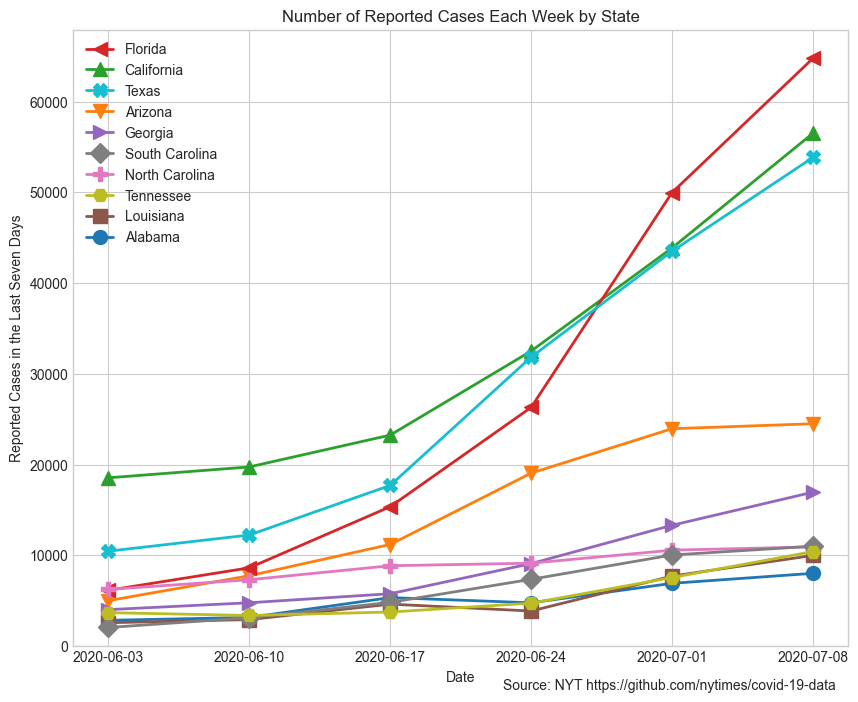 Number of Reported Cases Each Week by State
Florida
California
Texas
Arizona
Georgia
South Carolina
North Carolina
Tennessee
Louisiana
Alabama
Reported Cases in the Last Seven Days
60000
50000
40000
30000
20000
10000
0
2020-06-03 2020-06-10 2020-06-17 2020-06-24 2020-07-01 2020-07-08
Date
Source: NYT https://github.com/nytimes/covid-19-data